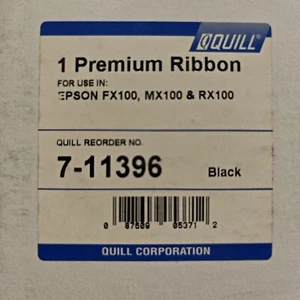 QUILL®
1 Premium Ribbon
FOR USE IN:
EPSON FX100, MX100 & RX100
QUILL REORDER NO.
7-11396 Black
0 87509 05371 2
QUILL CORPORATION